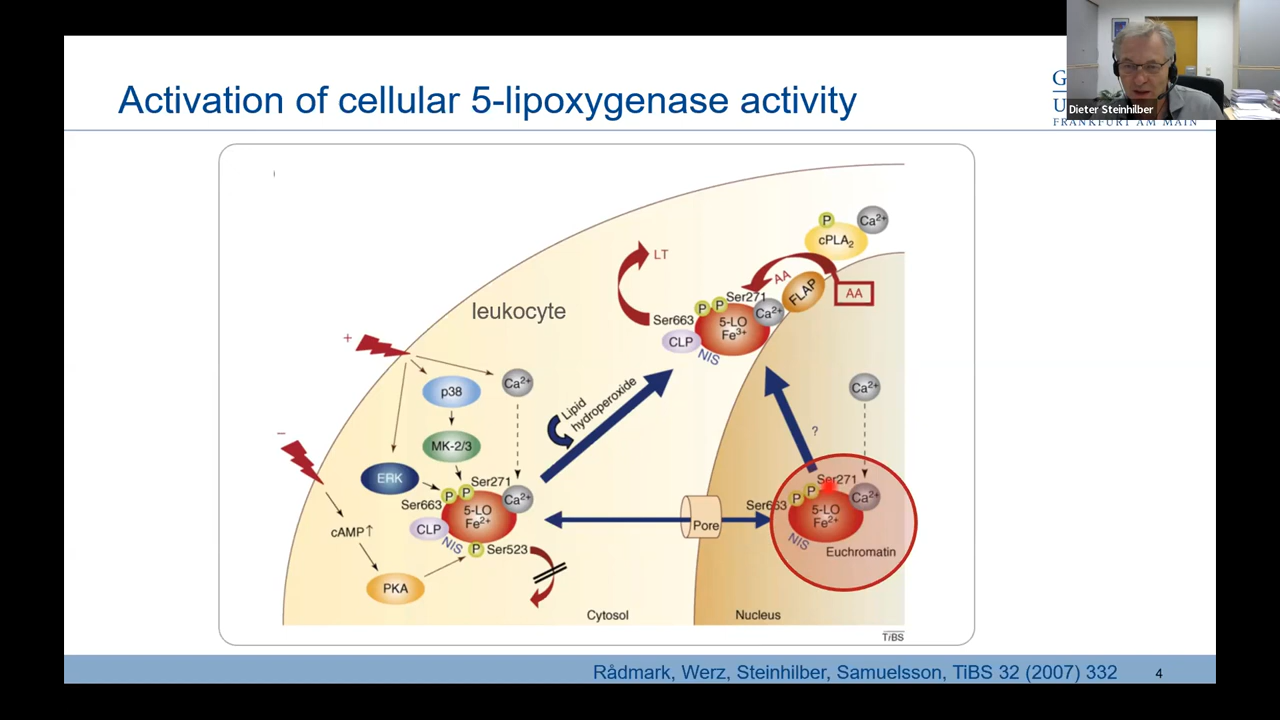 Activation of cellular 5-lipoxygenase activity
G
U
FRANKFURT AM MAIN
Dieter Steinhilber
P
Ca²⁺
cPLA₂
LT
AA
FLAP
AA
leukocyte
P P Ser271
Ser663
5-LO
Fe³⁺
Ca²⁺
CLP
NIS
+
p38
Ca²⁺
Lipid
hydroperoxide
Ca²⁺
−
MK-2/3
?
ERK
Ser271
P P
Ser663
5-LO
Fe²⁺
Ca²⁺
CLP
NIS
P Ser523
cAMP↑
PKA
Pore
Ser271
P P
Ser663
5-LO
Fe²⁺
Ca²⁺
NIS
Euchromatin
Cytosol
Nucleus
TiBS
Rådmark, Werz, Steinhilber, Samuelsson, TiBS 32 (2007) 332
4